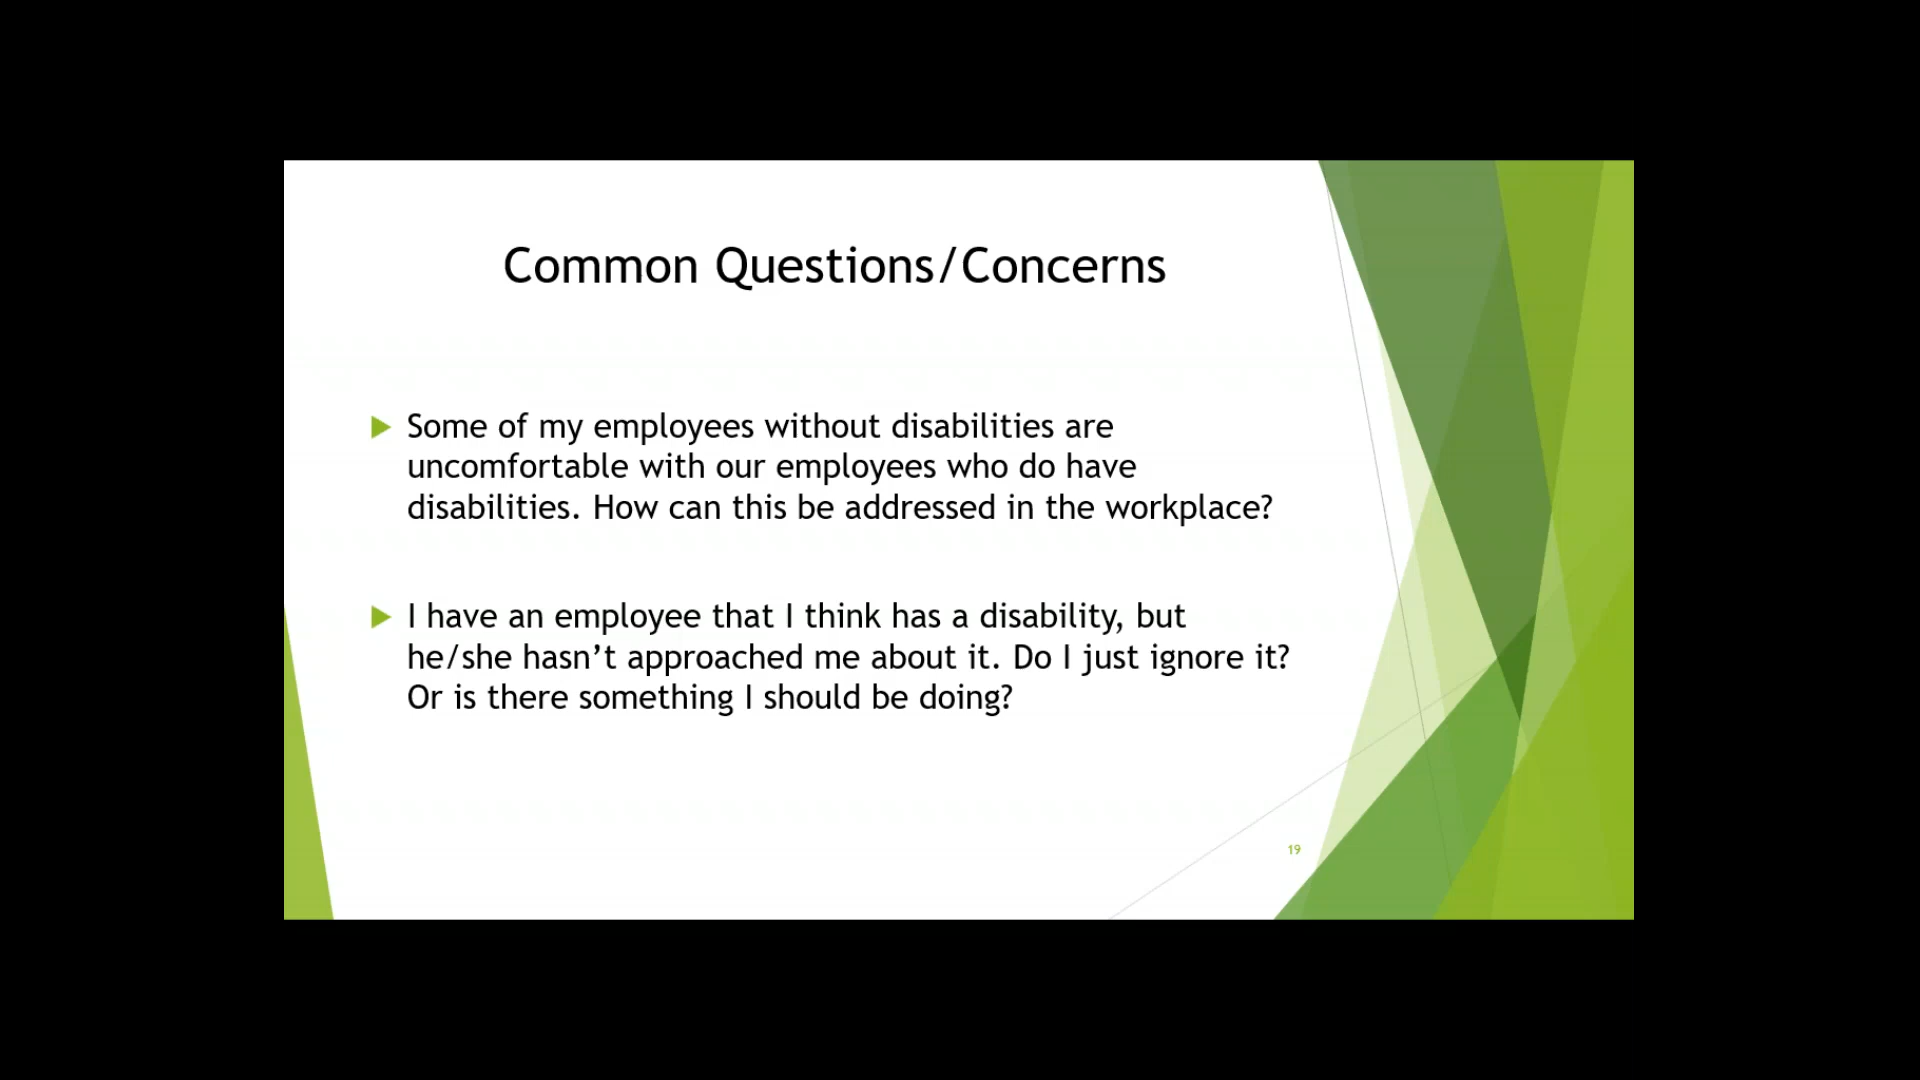 Common Questions/Concerns
Some of my employees without disabilities are
uncomfortable with our employees who do have
disabilities. How can this be addressed in the workplace?
I have an employee that I think has a disability, but
he/she hasn’t approached me about it. Do I just ignore it?
Or is there something I should be doing?
19